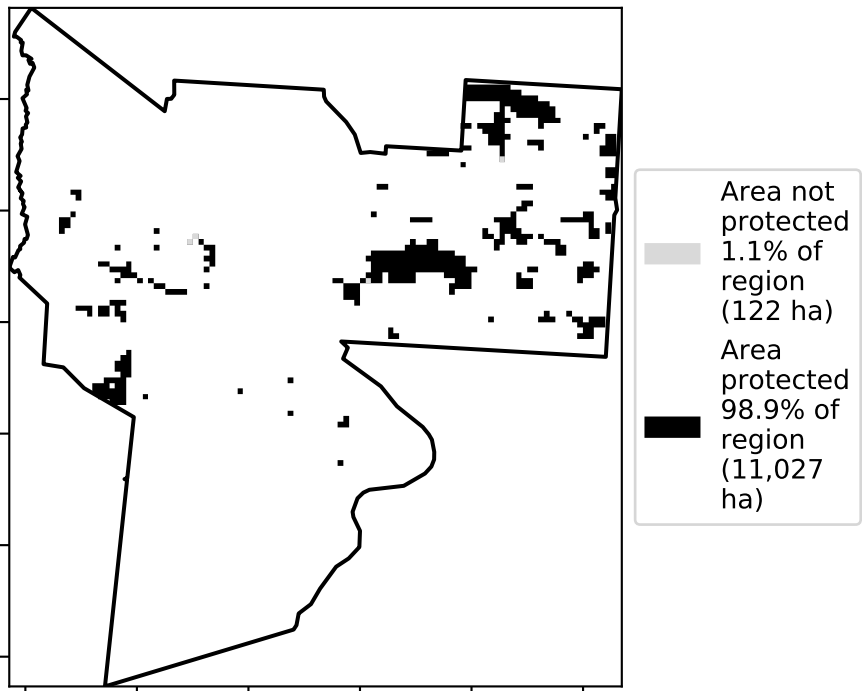 Area not
protected
1.1% of
region
(122 ha)
Area
protected
98.9% of
region
(11,027
ha)